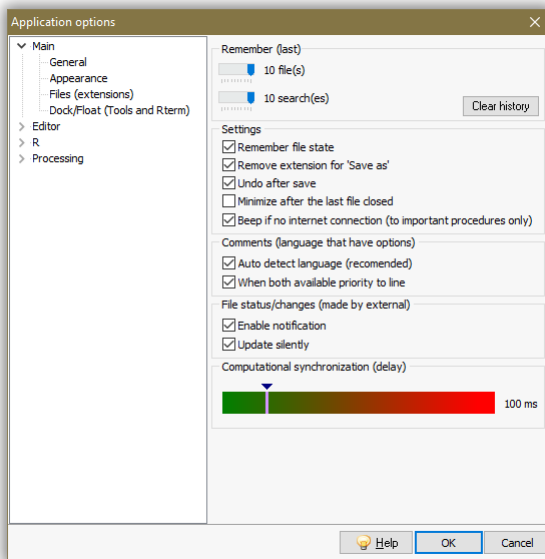 Application options
Main
General
Appearance
Files (extensions)
Dock/Float (Tools and Rterm)
Editor
R
Processing
Remember (last)
10 file(s)
10 search(es)
Clear history
Settings
Remember file state
Remove extension for 'Save as'
Undo after save
Minimize after the last file closed
Beep if no internet connection (to important procedures only)
Comments (language that have options)
Auto detect language (recomended)
When both available priority to line
File status/changes (made by external)
Enable notification
Update silently
Computational synchronization (delay)
100 ms
Help
OK
Cancel